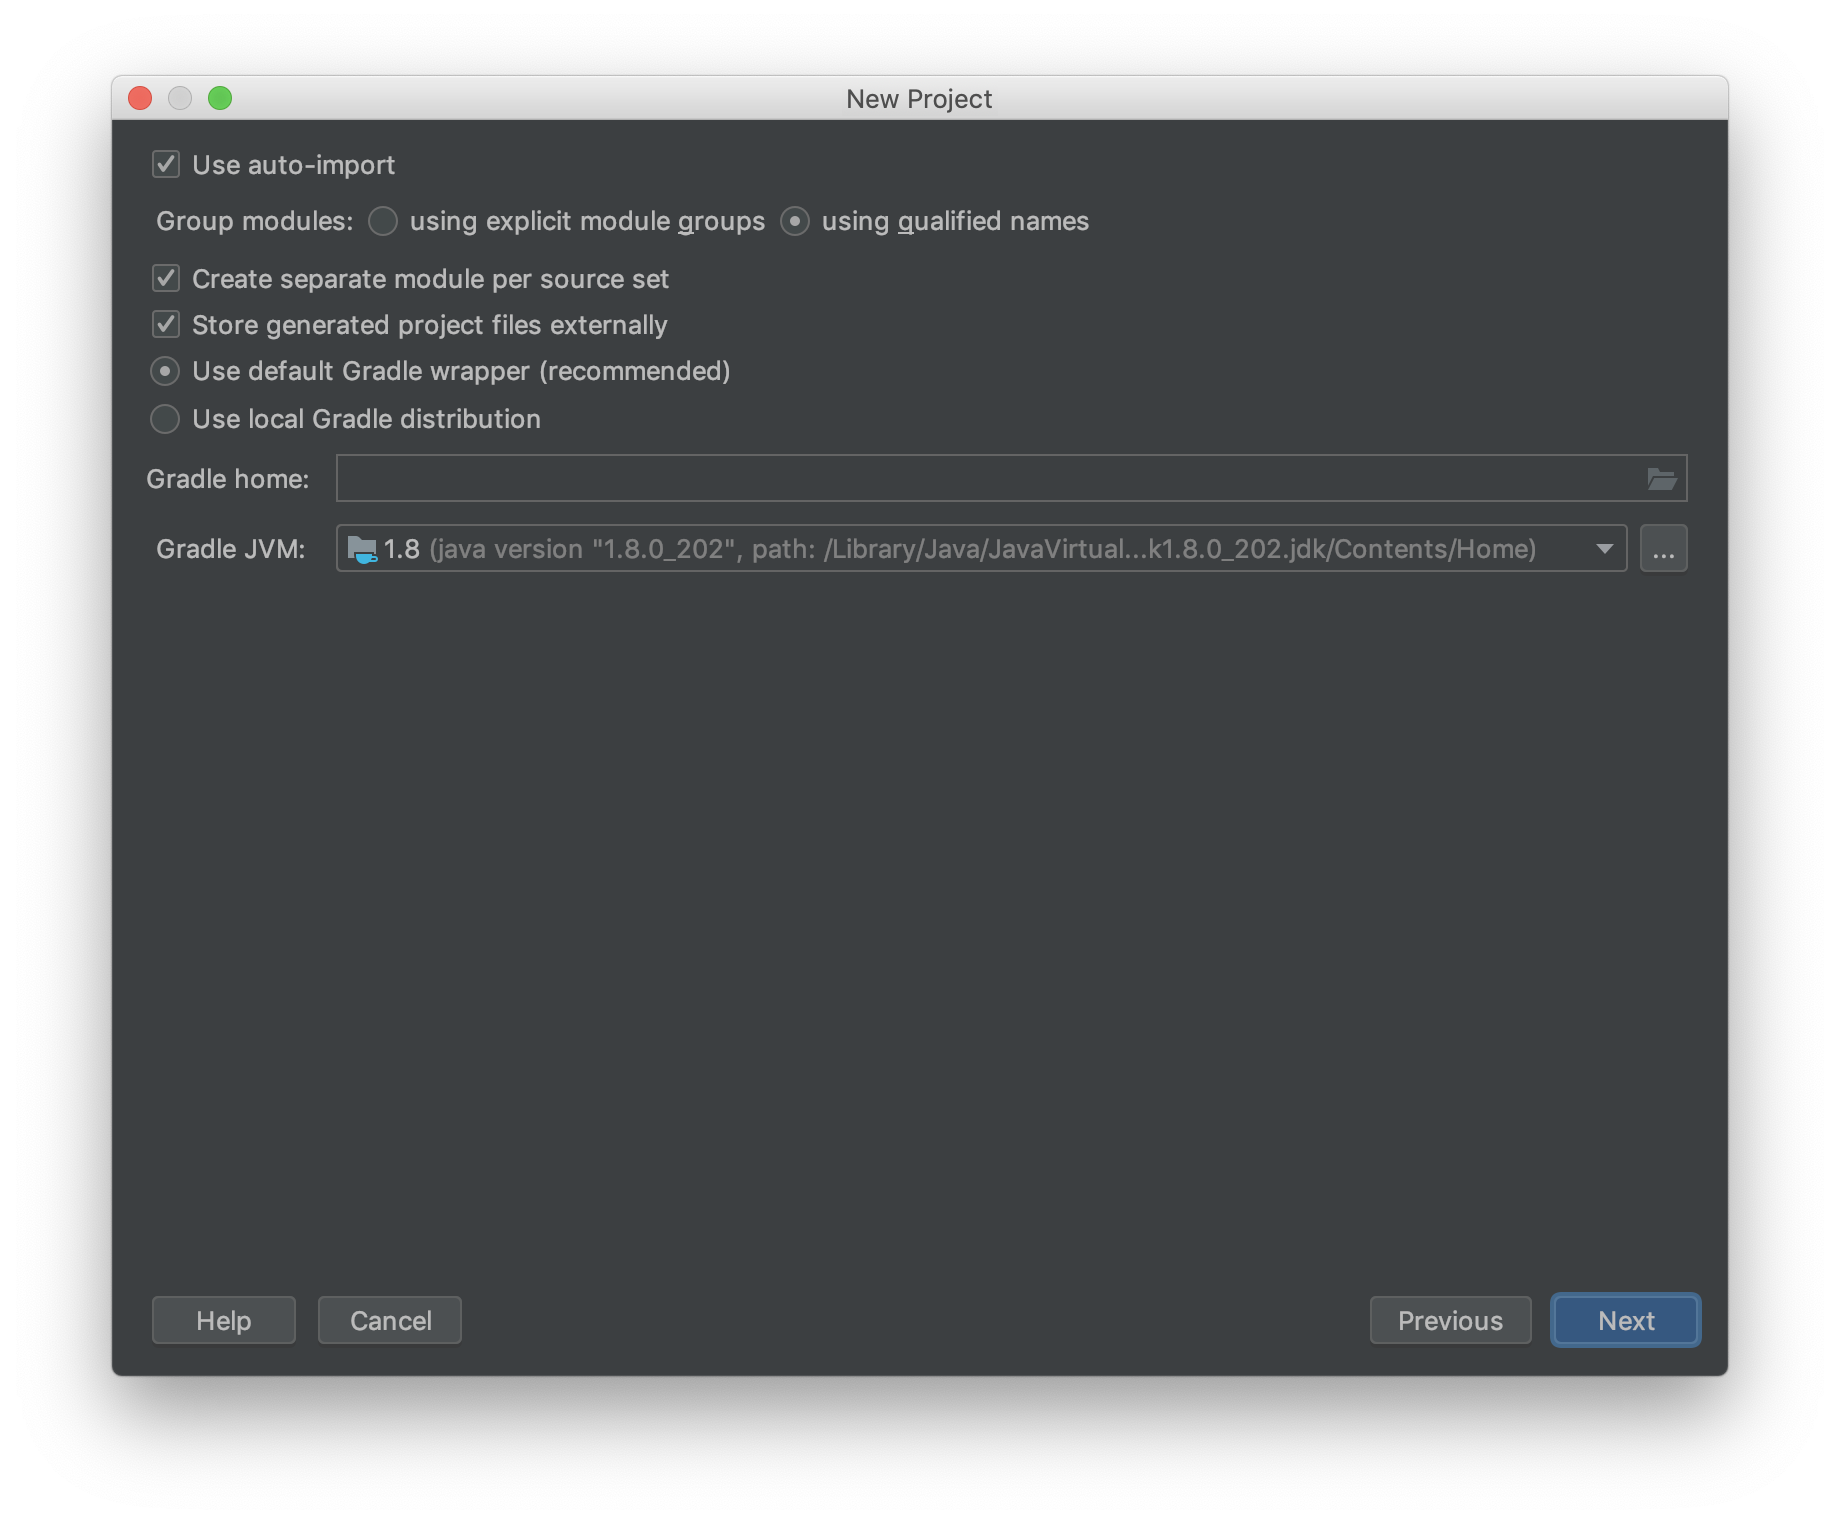 New Project
Use auto-import
Group modules: using explicit module groups using qualified names
Create separate module per source set
Store generated project files externally
Use default Gradle wrapper (recommended)
Use local Gradle distribution
Gradle home:
Gradle JVM: 1.8 (java version "1.8.0_202", path: /Library/Java/JavaVirtual...k1.8.0_202.jdk/Contents/Home) ...
Help Cancel Previous Next